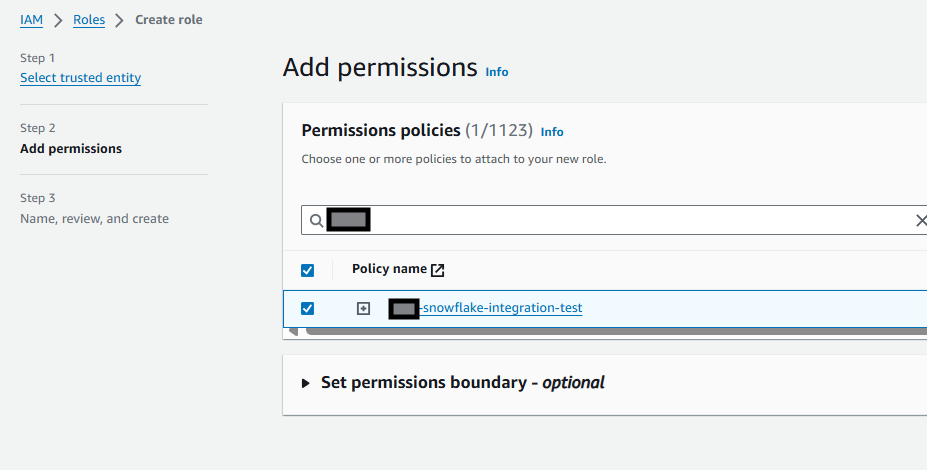 IAM > Roles > Create role
Step 1
Select trusted entity
Step 2
Add permissions
Step 3
Name, review, and create
Add permissions Info
Permissions policies (1/1123) Info
Choose one or more policies to attach to your new role.
Policy name
-snowflake-integration-test
Set permissions boundary - optional